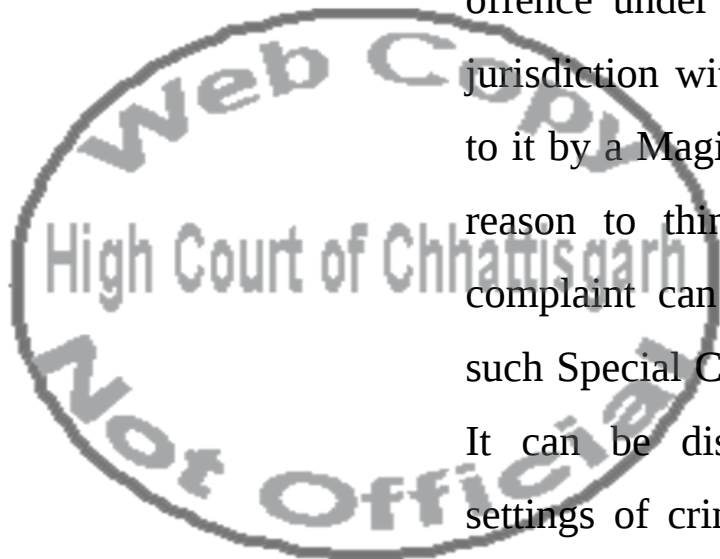 Web Copy
High Court of Chhattisgarh
Not Official
offence under
jurisdiction
to it by a Magi
reason to thin
complaint can
such Special C
It can be dis
settings of crim